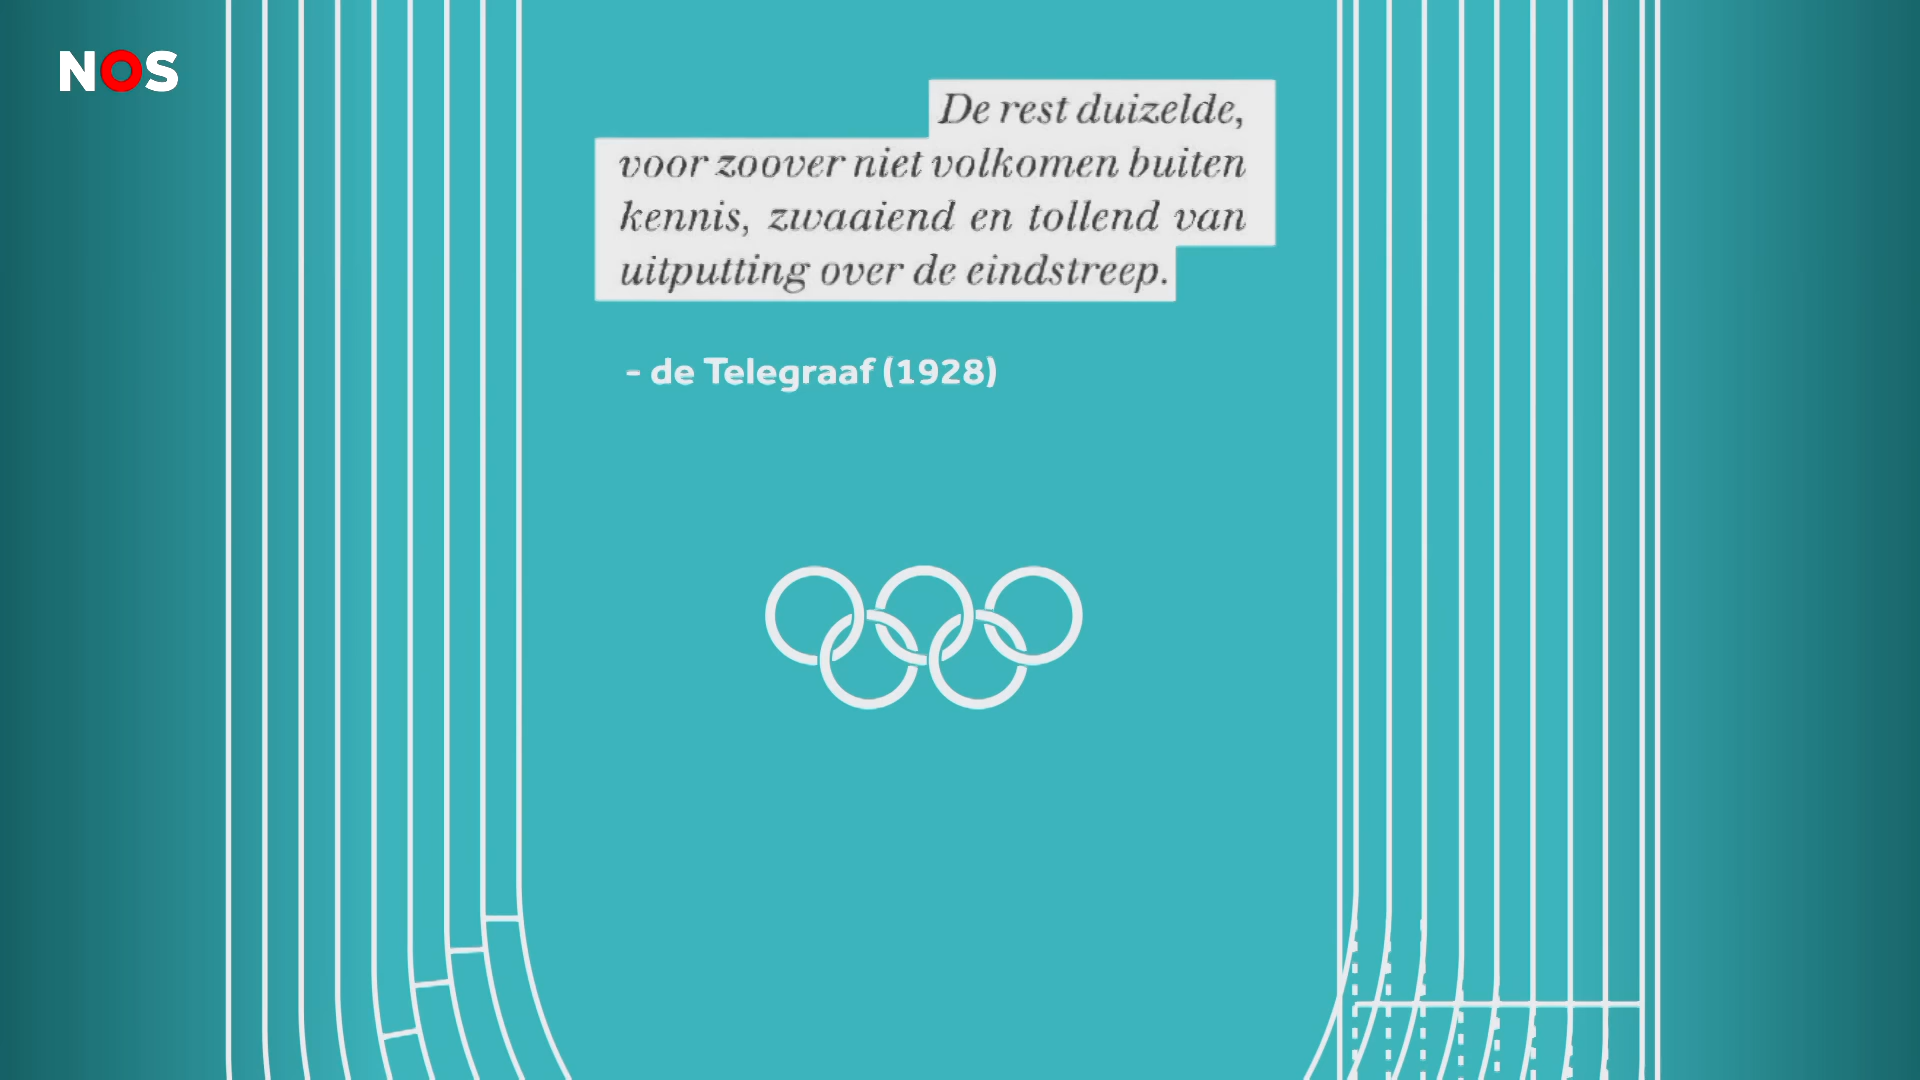 NOS
De rest duizelde,
voor zoover niet volkomen buiten
kennis, zwaaiend en tollend van
uitputting over de eindstreep.
- de Telegraaf (1928)